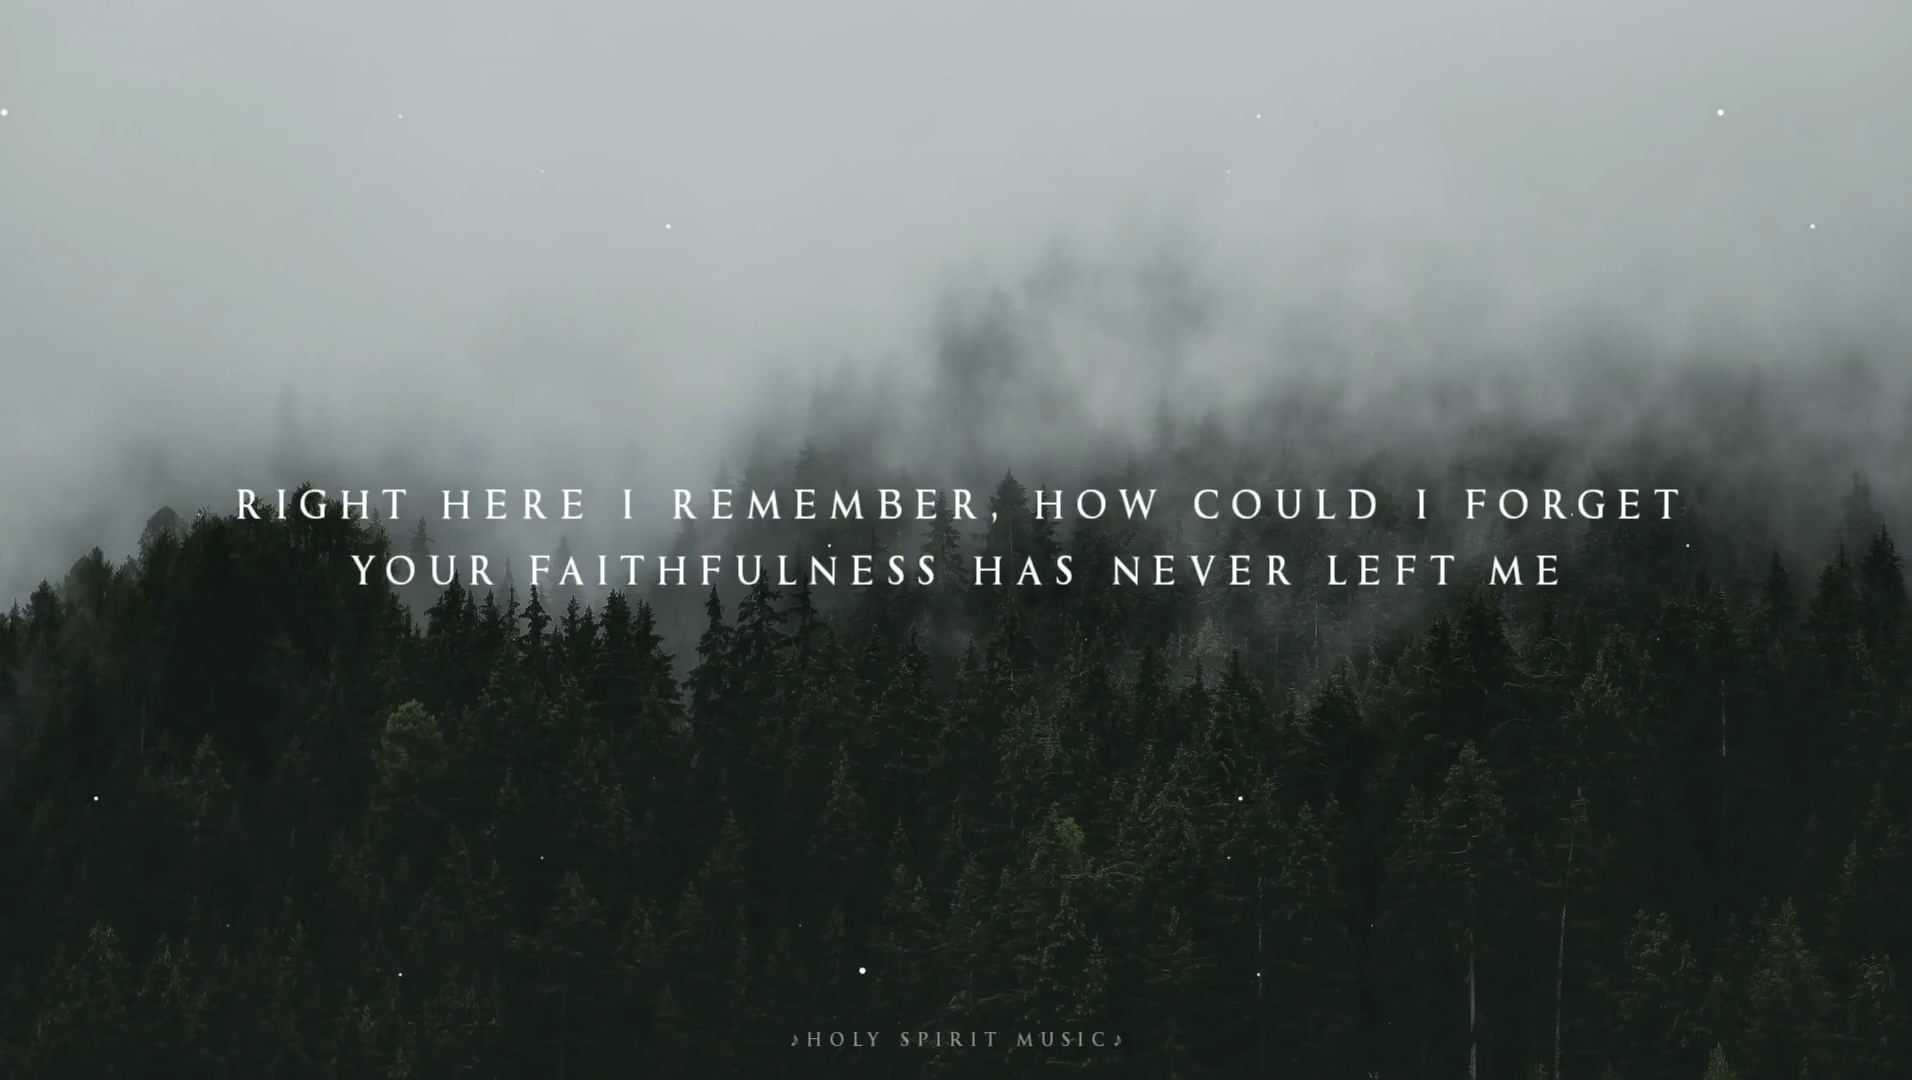 RIGHT HERE I REMEMBER, HOW COULD I FORGET
YOUR FAITHFULNESS HAS NEVER LEFT ME
♪HOLY SPIRIT MUSIC♪